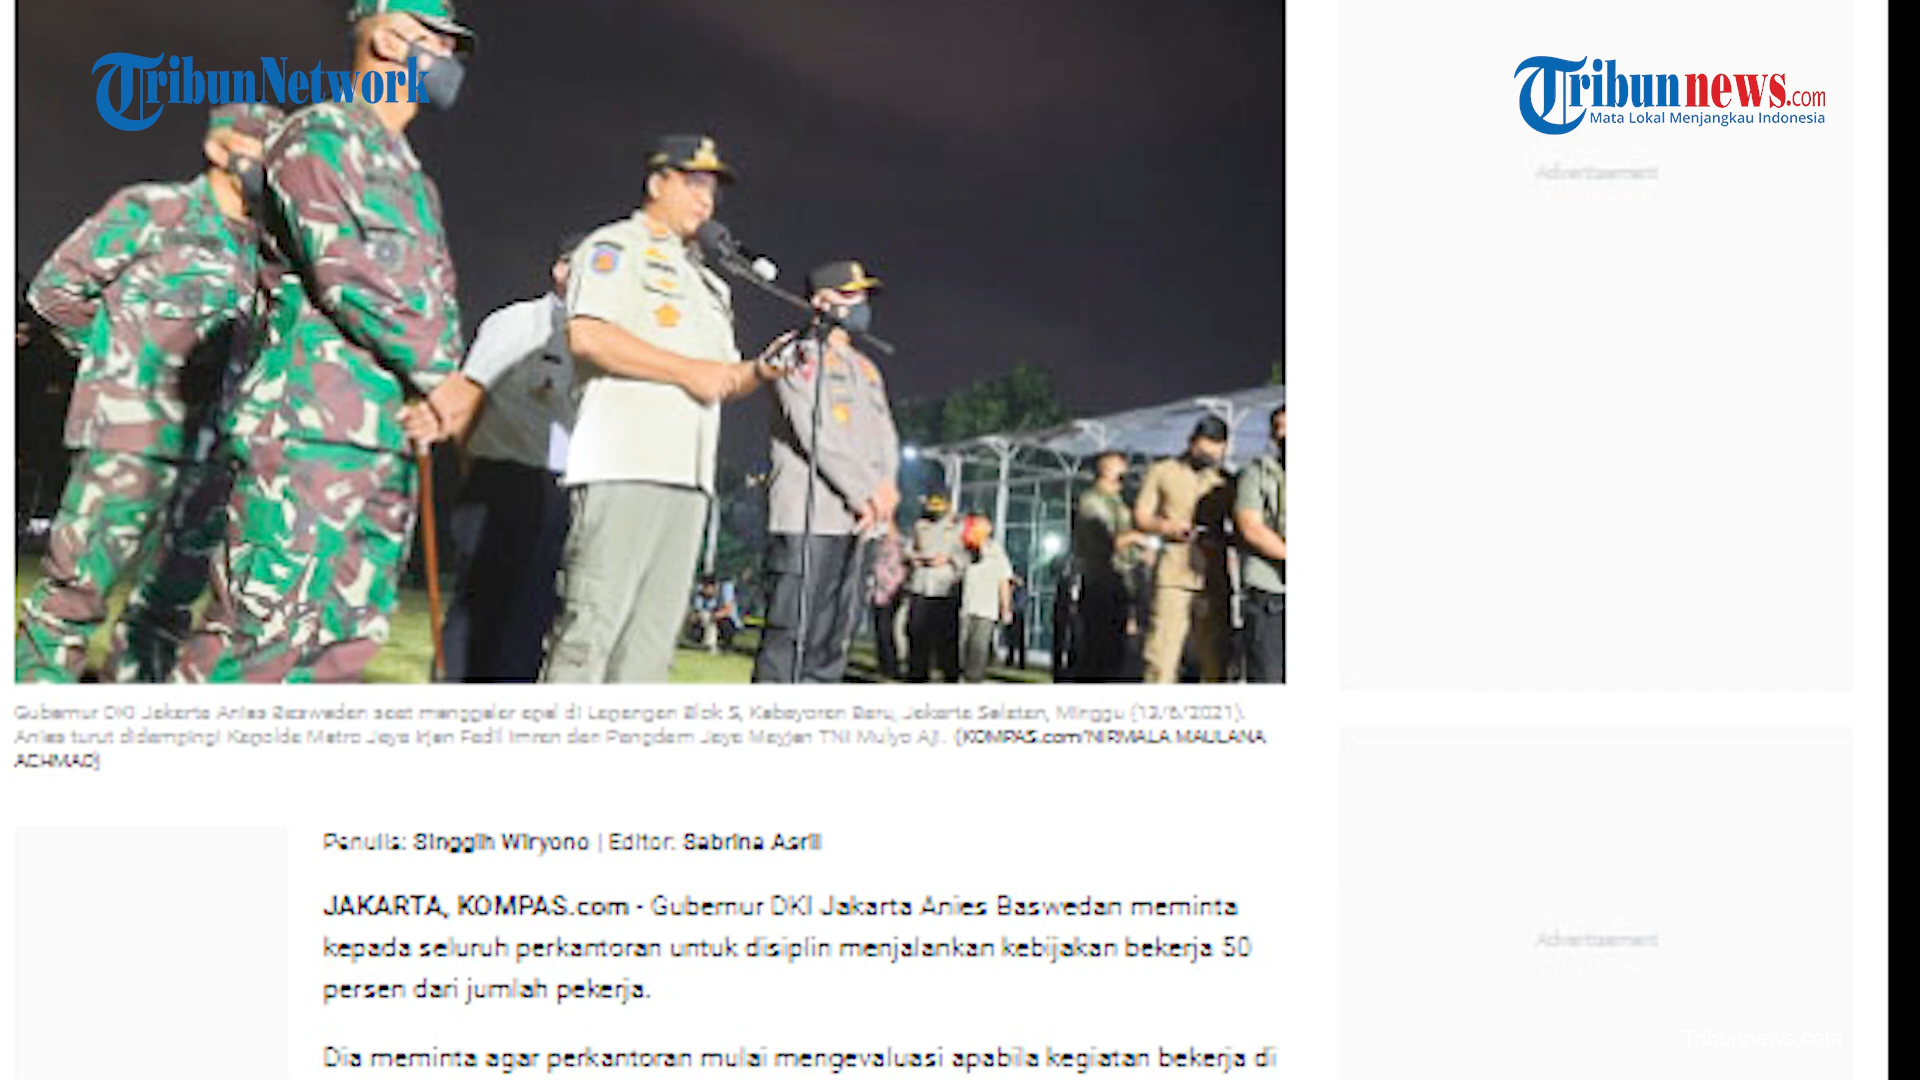 TribunNetwork
Tribunnews.com
Mata Lokal Menjangkau Indonesia
Advertisement
Gubernur DKI Jakarta Anies Baswedan saat menggelar apel di Lapangan Blok S, Kebayoran Baru, Jakarta Selatan, Minggu (13/6/2021).
Anies turut didampingi Kapolda Metro Jaya Irjen Fadil Imran dan Pangdam Jaya Mayjen TNI Mulyo Aji. (KOMPAS.com/NIRMALA MAULANA
ACHMAD)
Penulis: Singgih Wiryono | Editor: Sabrina Asril
JAKARTA, KOMPAS.com - Gubernur DKI Jakarta Anies Baswedan meminta
kepada seluruh perkantoran untuk disiplin menjalankan kebijakan bekerja 50
persen dari jumlah pekerja.
Advertisement
Dia meminta agar perkantoran mulai mengevaluasi apabila kegiatan bekerja di
Tribunnews.com